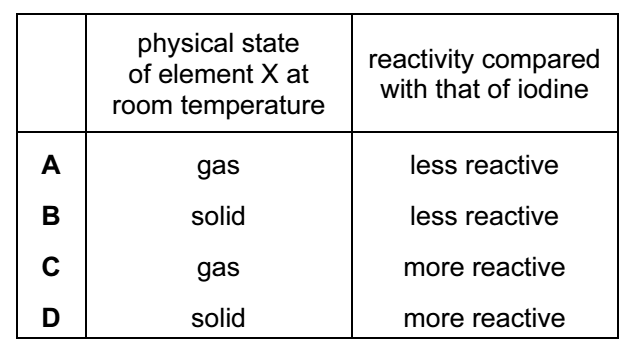 physical state
of element X at
room temperature
reactivity compared
with that of iodine
A gas less reactive
B solid less reactive
C gas more reactive
D solid more reactive